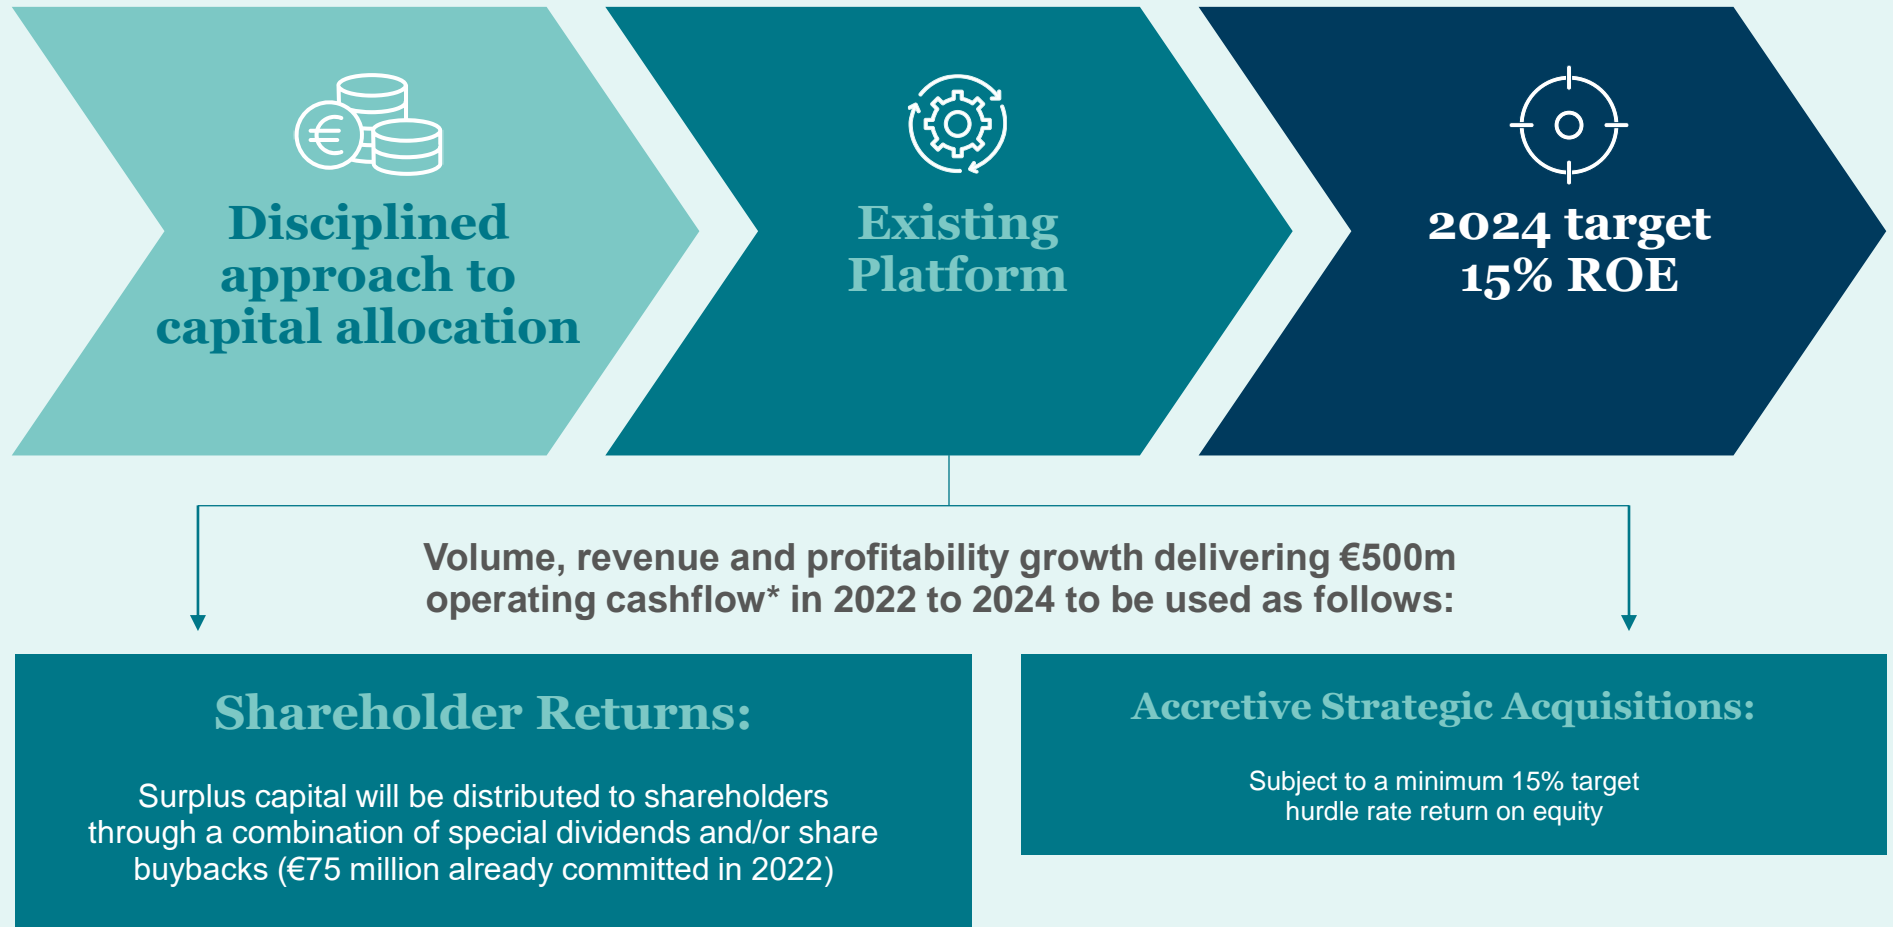 Disciplined
approach to
capital allocation
Existing
Platform
2024 target
15% ROE
Volume, revenue and profitability growth delivering €500m
operating cashflow* in 2022 to 2024 to be used as follows:
Shareholder Returns:
Surplus capital will be distributed to shareholders
through a combination of special dividends and/or share
buybacks (€75 million already committed in 2022)
Accretive Strategic Acquisitions:
Subject to a minimum 15% target
hurdle rate return on equity